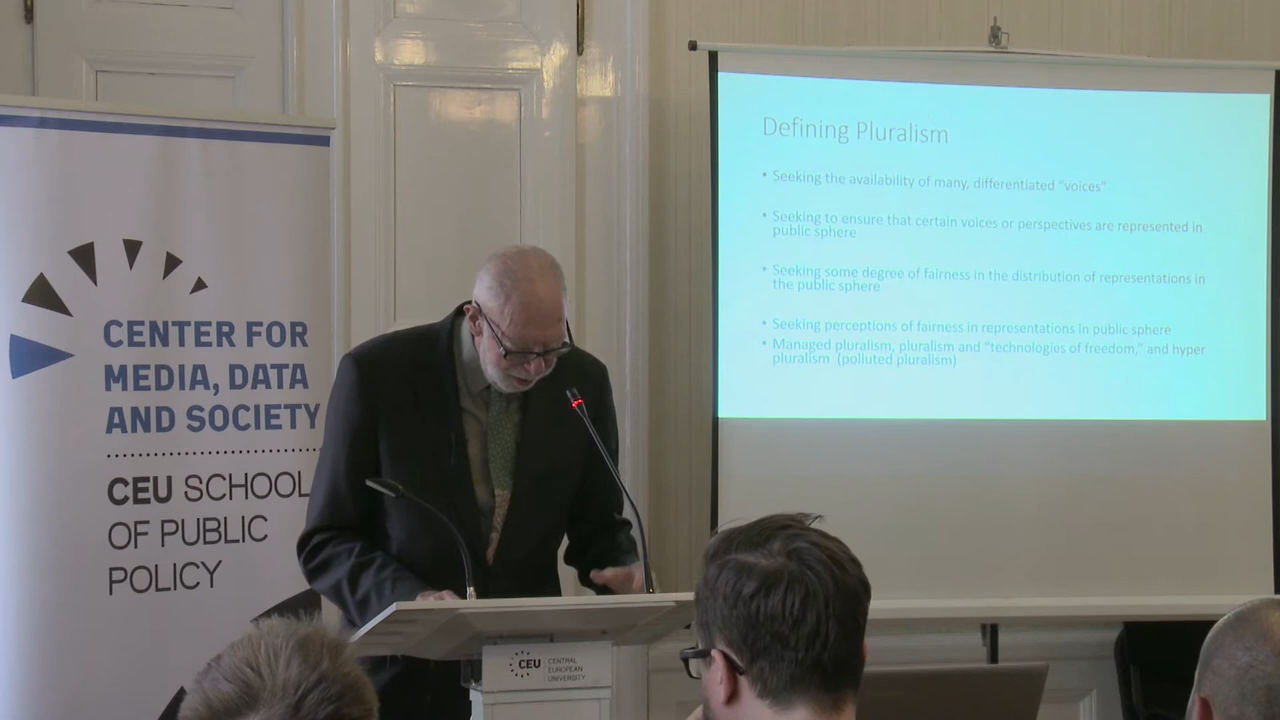 CENTER FOR
MEDIA, DATA
AND SOCIETY
CEU SCHOOL
OF PUBLIC
POLICY
CEU CENTRAL
EUROPEAN
UNIVERSITY
Defining Pluralism
• Seeking the availability of many, differentiated “voices”
• Seeking to ensure that certain voices or perspectives are represented in
public sphere
• Seeking some degree of fairness in the distribution of representations in
the public sphere
• Seeking perceptions of fairness in representations in public sphere
• Managed pluralism, pluralism and “technologies of freedom,” and hyper
pluralism (polluted pluralism)